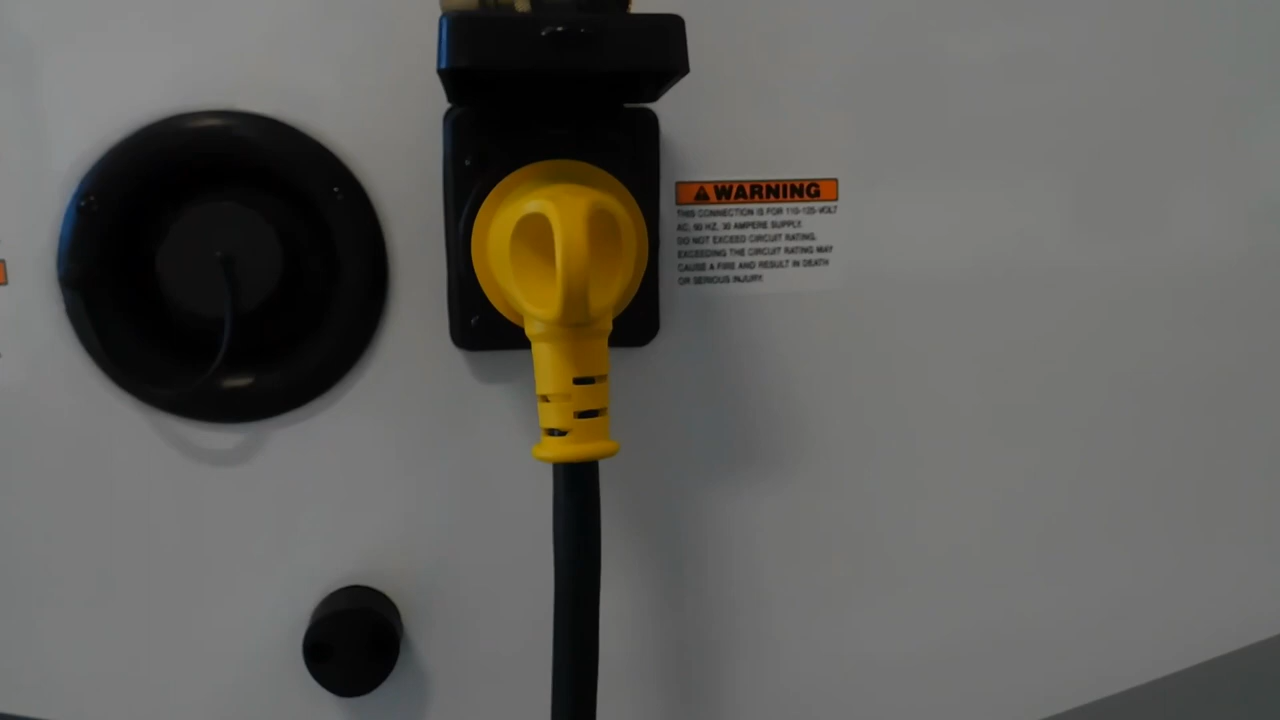 WARNING
THIS CONNECTION IS FOR 110-125-VOLT
AC, 60 HZ, 30 AMPERE SUPPLY.
DO NOT EXCEED CIRCUIT RATING.
EXCEEDING THE CIRCUIT RATING MAY
CAUSE A FIRE AND RESULT IN DEATH
OR SERIOUS INJURY.